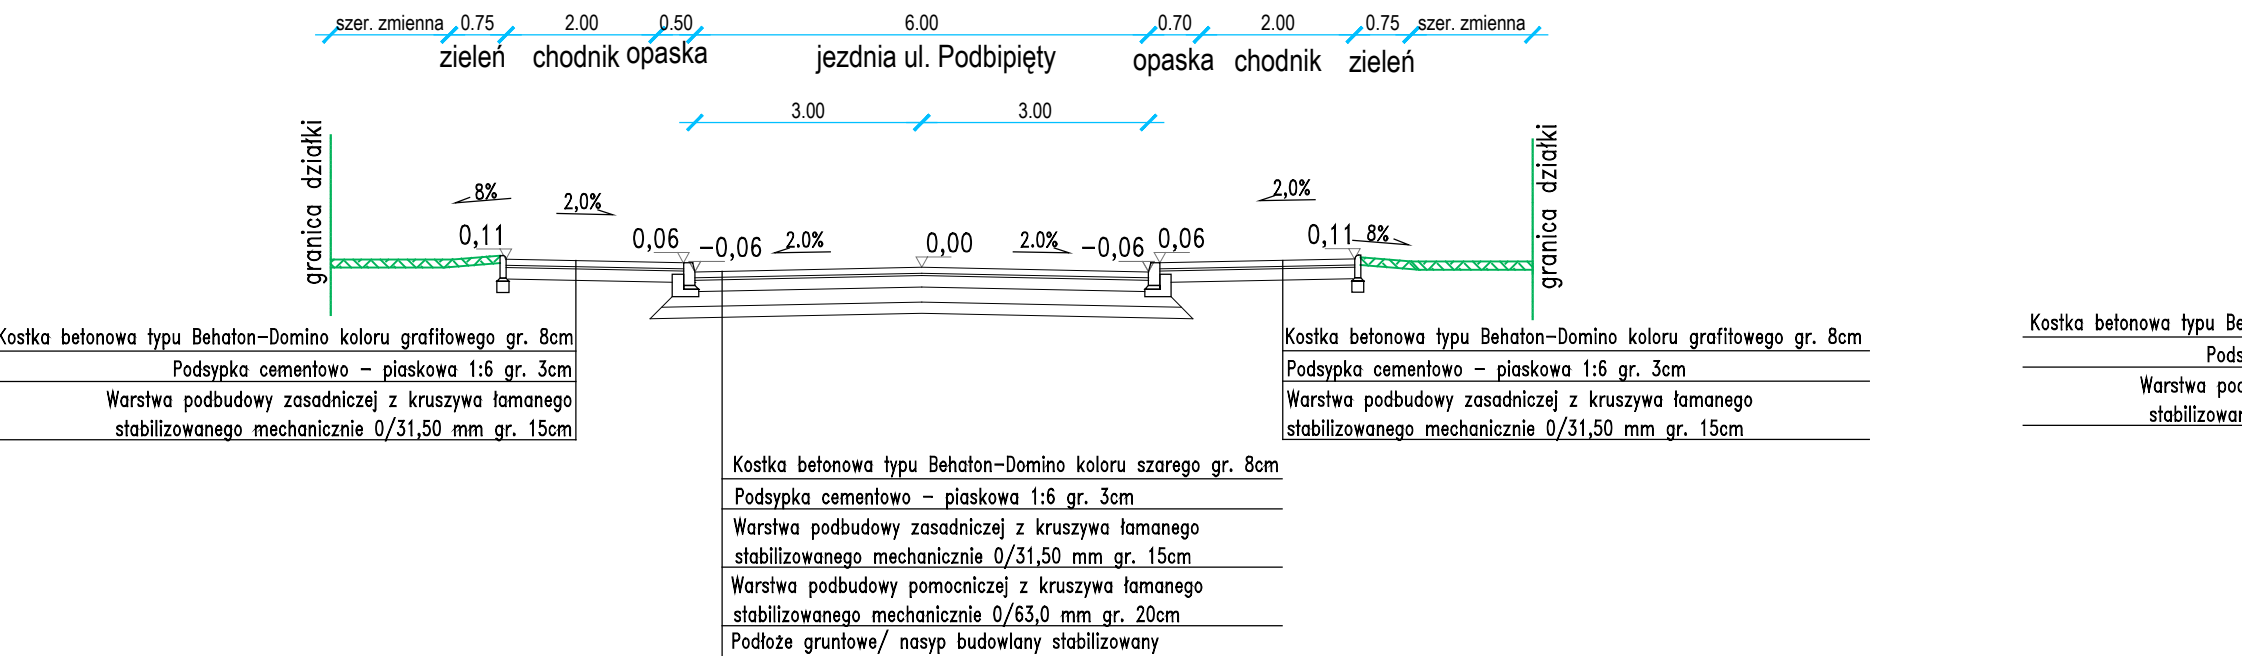 szer. zmienna 0.75 2.00 0.50 6.00 0.70 2.00 0.75 szer. zmienna
zieleń chodnik opaska jezdnia ul. Podbipięty opaska chodnik zieleń
3.00 3.00
granica działki
granica działki
8% 2,0% 2,0%
0,11 0,06 -0,06 2.0% 0,00 2.0% -0,06 0,06 0,11 8%
Kostka betonowa typu Behaton-Domino koloru grafitowego gr. 8cm
Podsypka cementowo - piaskowa 1:6 gr. 3cm
Warstwa podbudowy zasadniczej z kruszywa łamanego
stabilizowanego mechanicznie 0/31,50 mm gr. 15cm
Kostka betonowa typu Behaton-Domino koloru grafitowego gr. 8cm
Podsypka cementowo - piaskowa 1:6 gr. 3cm
Warstwa podbudowy zasadniczej z kruszywa łamanego
stabilizowanego mechanicznie 0/31,50 mm gr. 15cm
Kostka betonowa typu Behaton-Domino koloru szarego gr. 8cm
Podsypka cementowo - piaskowa 1:6 gr. 3cm
Warstwa podbudowy zasadniczej z kruszywa łamanego
stabilizowanego mechanicznie 0/31,50 mm gr. 15cm
Warstwa podbudowy pomocniczej z kruszywa łamanego
stabilizowanego mechanicznie 0/63,0 mm gr. 20cm
Podłoże gruntowe/ nasyp budowlany stabilizowany
Kostka betonowa typu Be
Pods
Warstwa po
stabilizowa